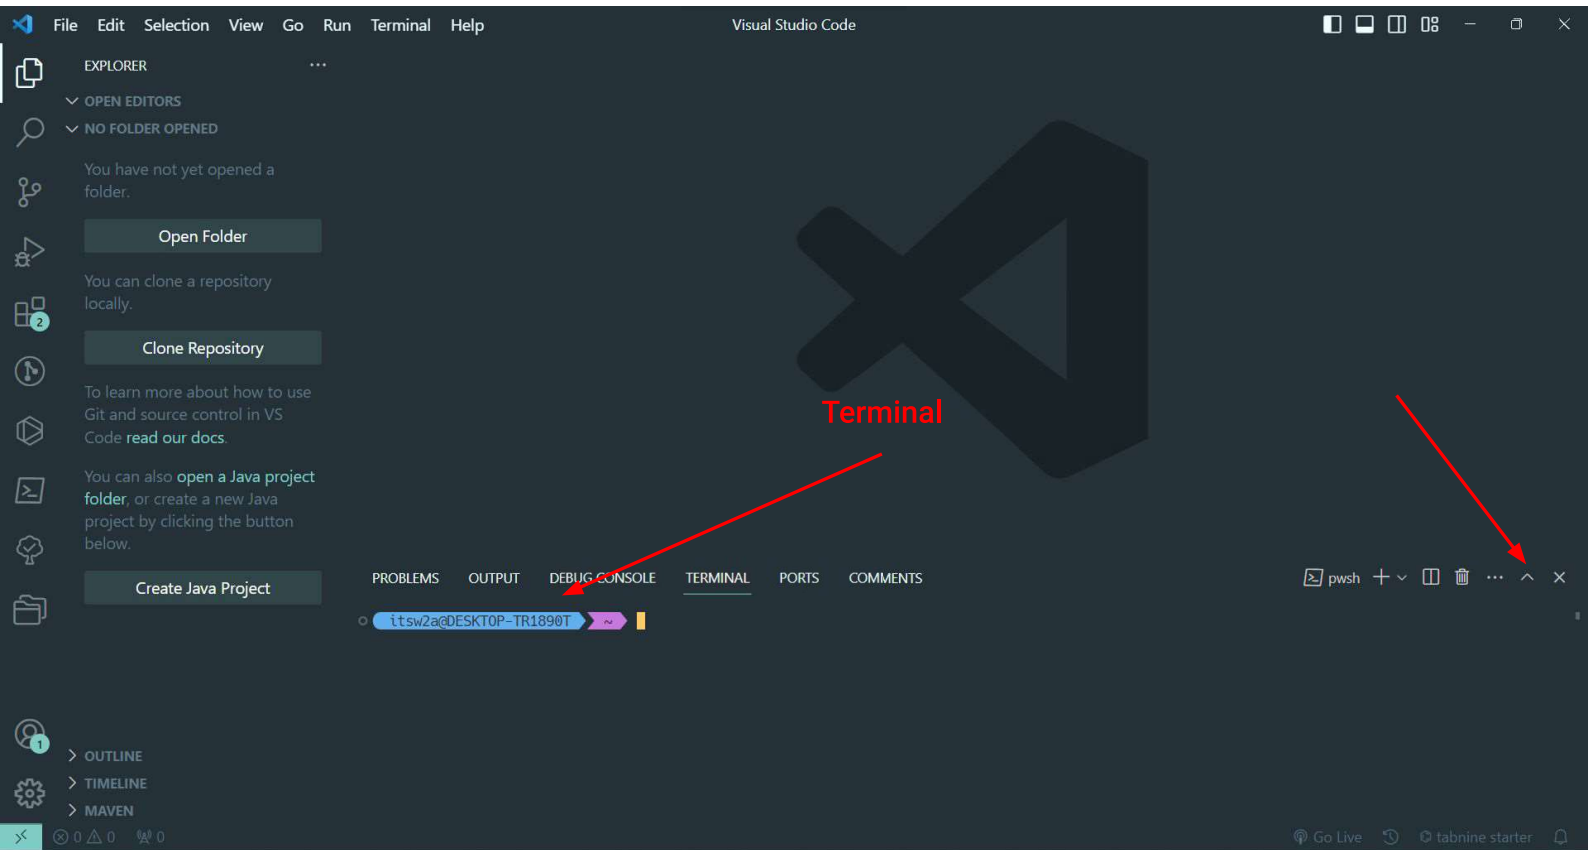 File Edit Selection View Go Run Terminal Help
Visual Studio Code
EXPLORER
OPEN EDITORS
NO FOLDER OPENED
You have not yet opened a
folder.
Open Folder
You can clone a repository
locally.
2
Clone Repository
To learn more about how to use
Git and source control in VS
Code read our docs.
You can also open a Java project
folder, or create a new Java
project by clicking the button
below.
Create Java Project
Terminal
PROBLEMS OUTPUT DEBUG CONSOLE TERMINAL PORTS COMMENTS
pwsh
itsw2a@DESKTOP-TR1890T ~
1
OUTLINE
TIMELINE
MAVEN
0 0 0
Go Live
tabnine starter